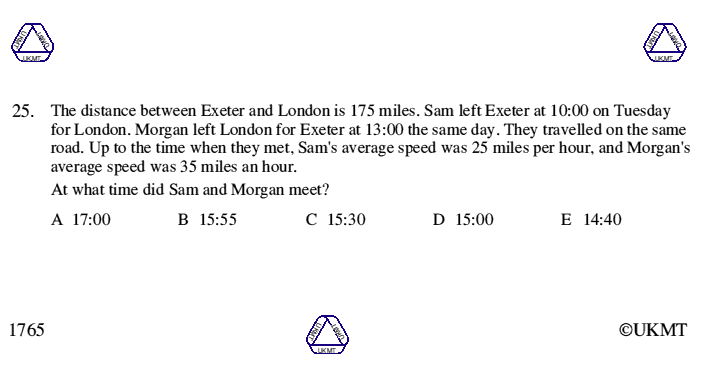 UKMT UKMT UKMT
UKMT UKMT UKMT
25. The distance between Exeter and London is 175 miles. Sam left Exeter at 10:00 on Tuesday
for London. Morgan left London for Exeter at 13:00 the same day. They travelled on the same
road. Up to the time when they met, Sam's average speed was 25 miles per hour, and Morgan's
average speed was 35 miles an hour.
At what time did Sam and Morgan meet?
A 17:00 B 15:55 C 15:30 D 15:00 E 14:40
1765
UKMT UKMT UKMT
©UKMT